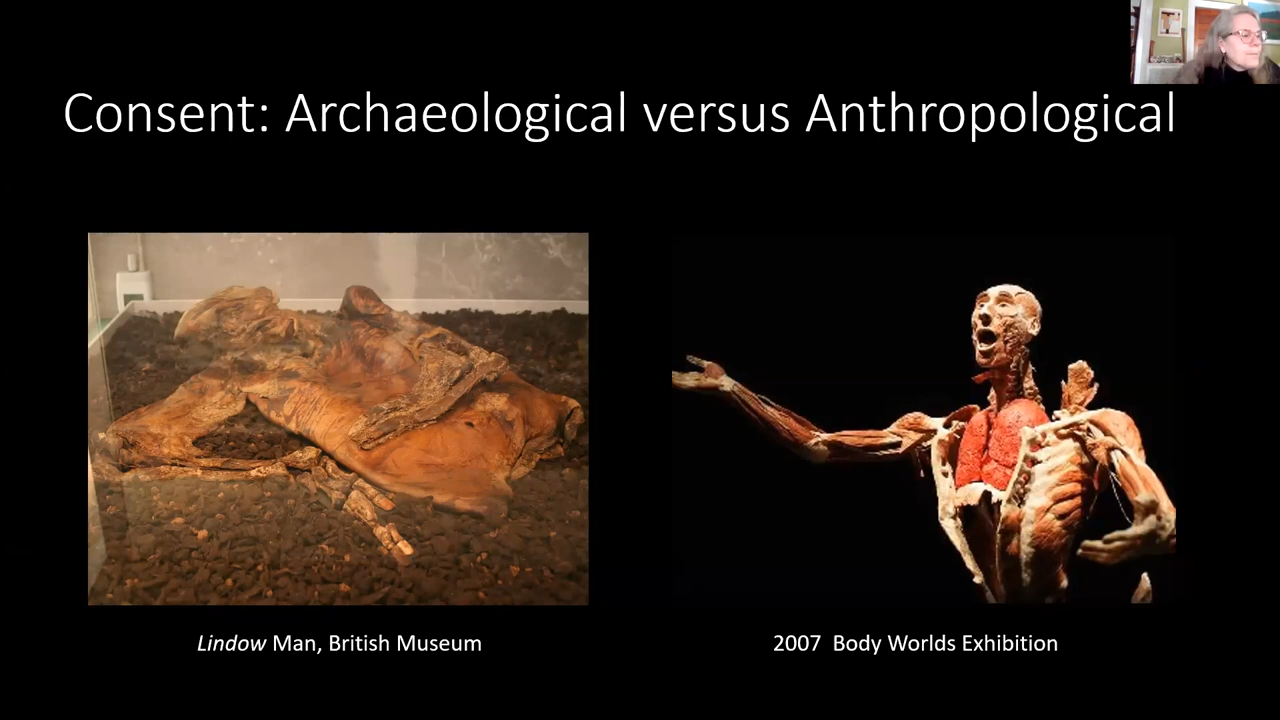 Consent: Archaeological versus Anthropological
Lindow Man, British Museum
2007 Body Worlds Exhibition